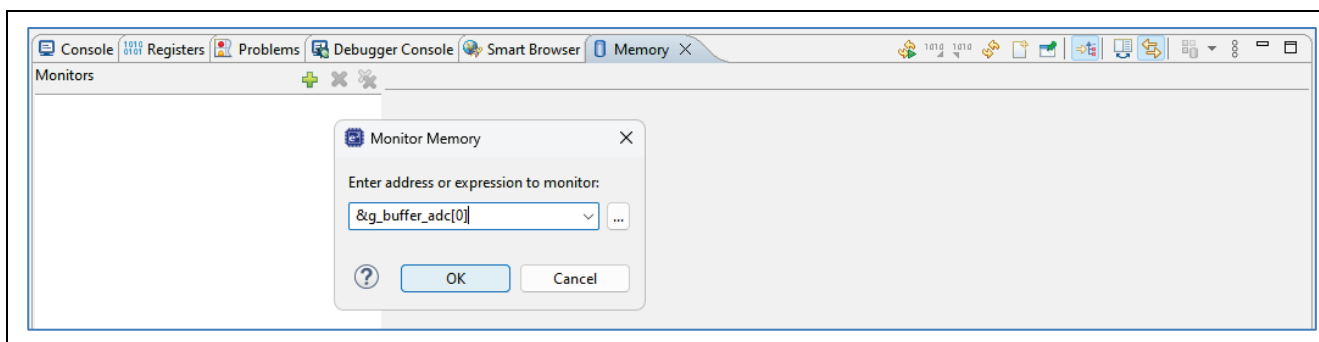 Console Registers Problems Debugger Console Smart Browser Memory
Monitors
Monitor Memory
Enter address or expression to monitor:
&g_buffer_adc[0]
...
OK Cancel